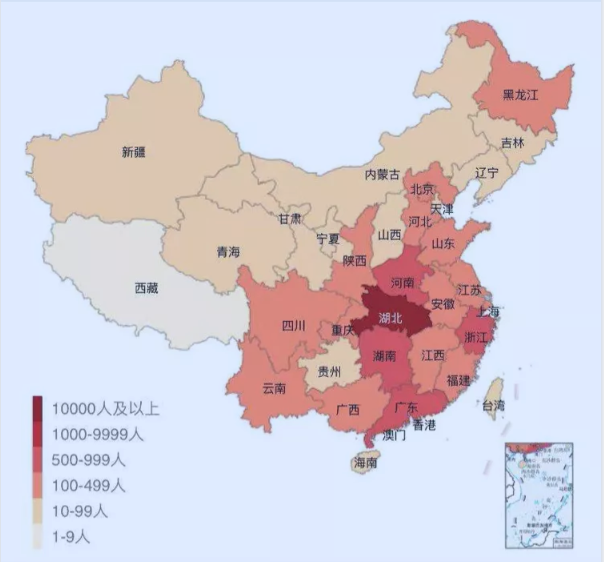 黑龙江
吉林
辽宁
新疆
内蒙古
北京
天津
甘肃
河北
宁夏
山西
山东
青海
陕西
西藏
河南
江苏
安徽
上海
湖北
四川
重庆
浙江
湖南
江西
贵州
福建
云南
广西
广东
台湾
香港
澳门
海南
10000人及以上
1000-9999人
500-999人
100-499人
10-99人
1-9人